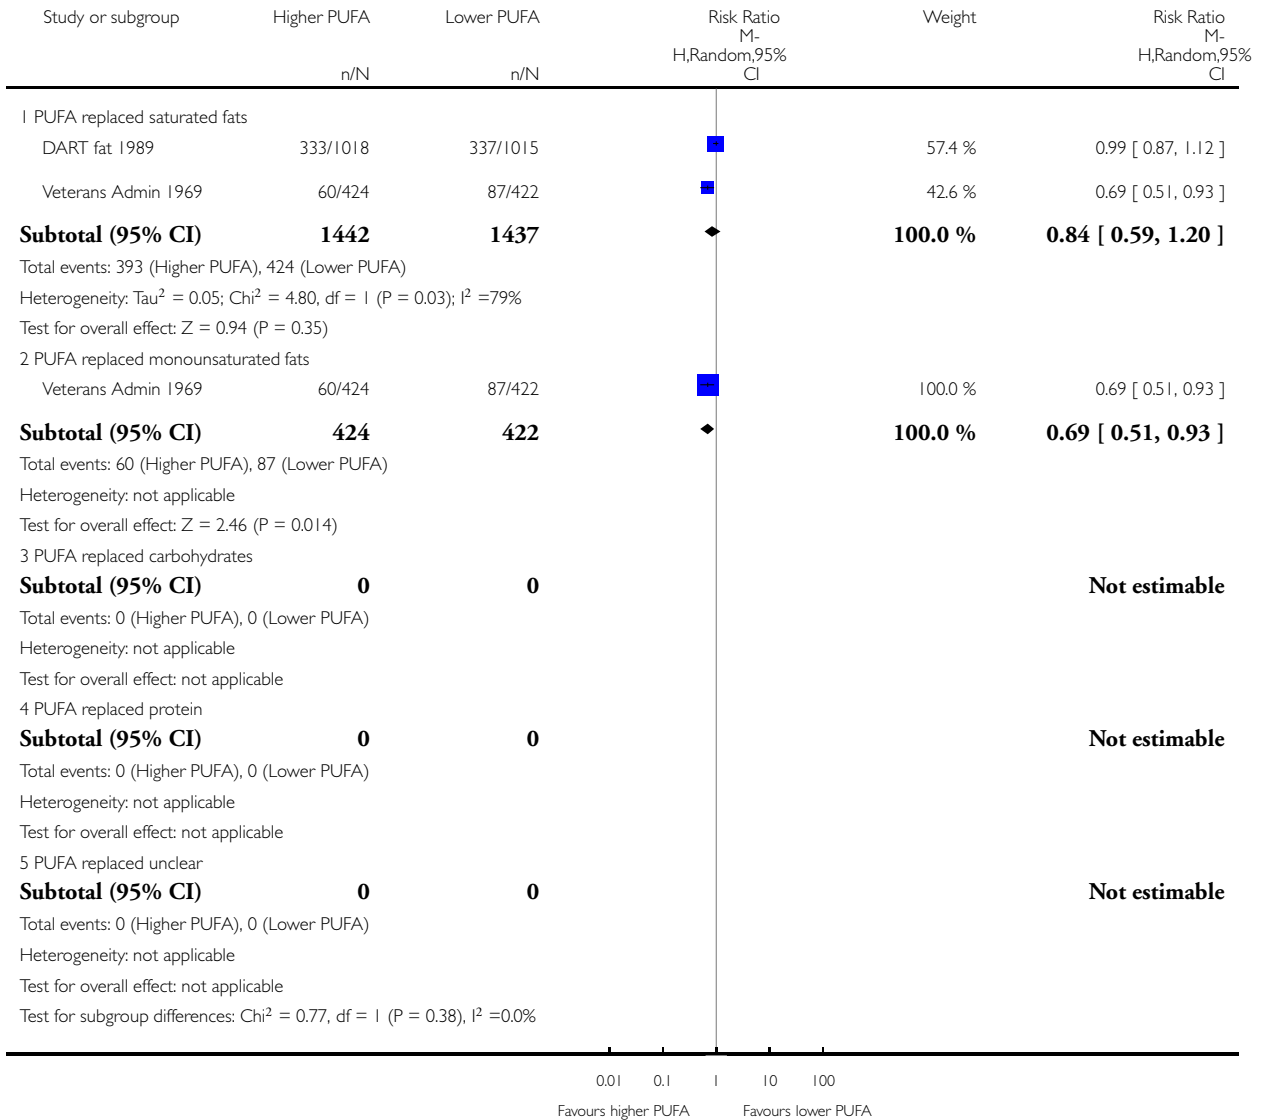 Study or subgroup Higher PUFA Lower PUFA Risk Ratio Weight Risk Ratio
M- M-
H,Random,95% H,Random,95%
n/N n/N CI CI
1 PUFA replaced saturated fats
DART fat 1989 333/1018 337/1015 57.4 % 0.99 [ 0.87, 1.12 ]
Veterans Admin 1969 60/424 87/422 42.6 % 0.69 [ 0.51, 0.93 ]
Subtotal (95% CI) 1442 1437 100.0 % 0.84 [ 0.59, 1.20 ]
Total events: 393 (Higher PUFA), 424 (Lower PUFA)
Heterogeneity: Tau² = 0.05; Chi² = 4.80, df = 1 (P = 0.03); I² =79%
Test for overall effect: Z = 0.94 (P = 0.35)
2 PUFA replaced monounsaturated fats
Veterans Admin 1969 60/424 87/422 100.0 % 0.69 [ 0.51, 0.93 ]
Subtotal (95% CI) 424 422 100.0 % 0.69 [ 0.51, 0.93 ]
Total events: 60 (Higher PUFA), 87 (Lower PUFA)
Heterogeneity: not applicable
Test for overall effect: Z = 2.46 (P = 0.014)
3 PUFA replaced carbohydrates
Subtotal (95% CI) 0 0 Not estimable
Total events: 0 (Higher PUFA), 0 (Lower PUFA)
Heterogeneity: not applicable
Test for overall effect: not applicable
4 PUFA replaced protein
Subtotal (95% CI) 0 0 Not estimable
Total events: 0 (Higher PUFA), 0 (Lower PUFA)
Heterogeneity: not applicable
Test for overall effect: not applicable
5 PUFA replaced unclear
Subtotal (95% CI) 0 0 Not estimable
Total events: 0 (Higher PUFA), 0 (Lower PUFA)
Heterogeneity: not applicable
Test for overall effect: not applicable
Test for subgroup differences: Chi² = 0.77, df = 1 (P = 0.38), I² =0.0%
0.01 0.1 1 10 100
Favours higher PUFA Favours lower PUFA